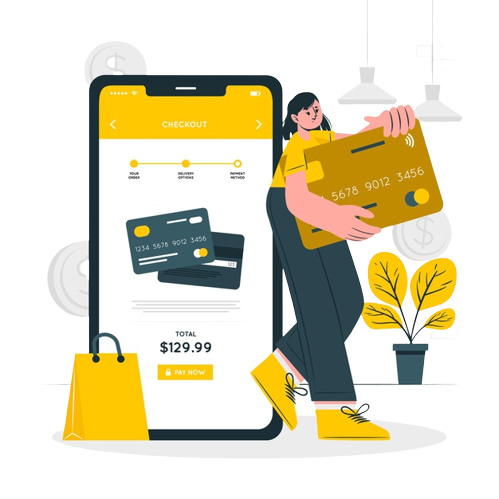 CHECKOUT
YOUR ORDER
DELIVERY OPTIONS
PAYMENT METHOD
1234 5678 9012 3456
123
TOTAL
$129.99
PAY NOW
5678 9012 3456
$
$
$